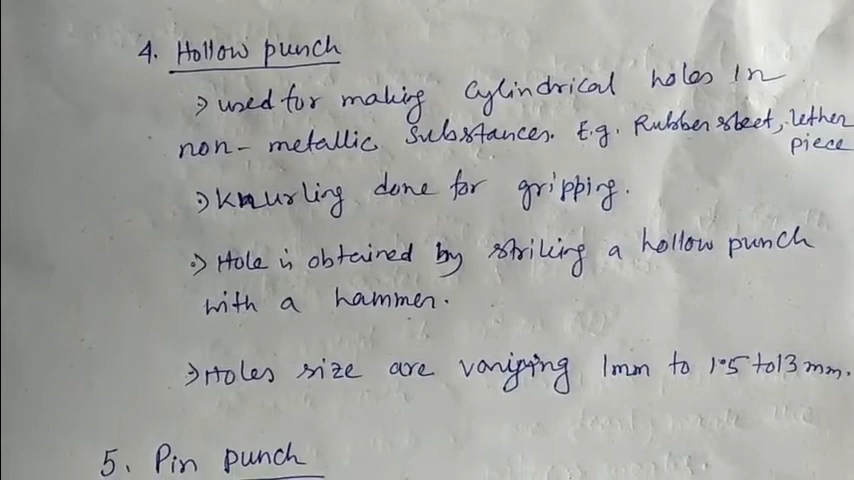 4. Hollow punch
→ used for making cylindrical holes in
non-metallic substances. E.g. Rubber sheet, lether
piece
→ Knurling done for gripping.
→ Hole is obtained by striking a hollow punch
with a hammer.
→ Holes size are varying 1mm to 1.5 to 13 mm.
5. Pin punch